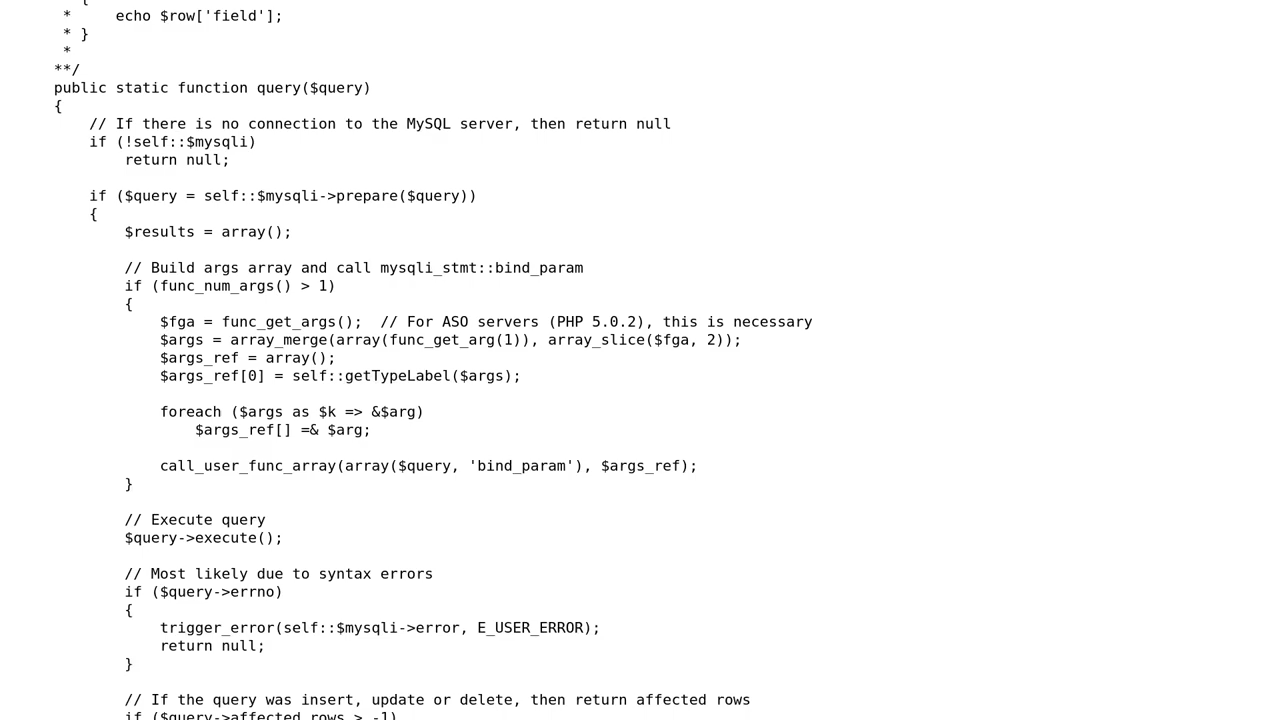 {
*     echo $row['field'];
* }
*
**/
public static function query($query)
{
// If there is no connection to the MySQL server, then return null
if (!self::$mysqli)
return null;
if ($query = self::$mysqli->prepare($query))
{
$results = array();
// Build args array and call mysqli_stmt::bind_param
if (func_num_args() > 1)
{
$fga = func_get_args();  // For ASO servers (PHP 5.0.2), this is necessary
$args = array_merge(array(func_get_arg(1)), array_slice($fga, 2));
$args_ref = array();
$args_ref[0] = self::getTypeLabel($args);
foreach ($args as $k => &$arg)
$args_ref[] =& $arg;
call_user_func_array(array($query, 'bind_param'), $args_ref);
}
// Execute query
$query->execute();
// Most likely due to syntax errors
if ($query->errno)
{
trigger_error(self::$mysqli->error, E_USER_ERROR);
return null;
}
// If the query was insert, update or delete, then return affected rows
if ($query->affected_rows > -1)